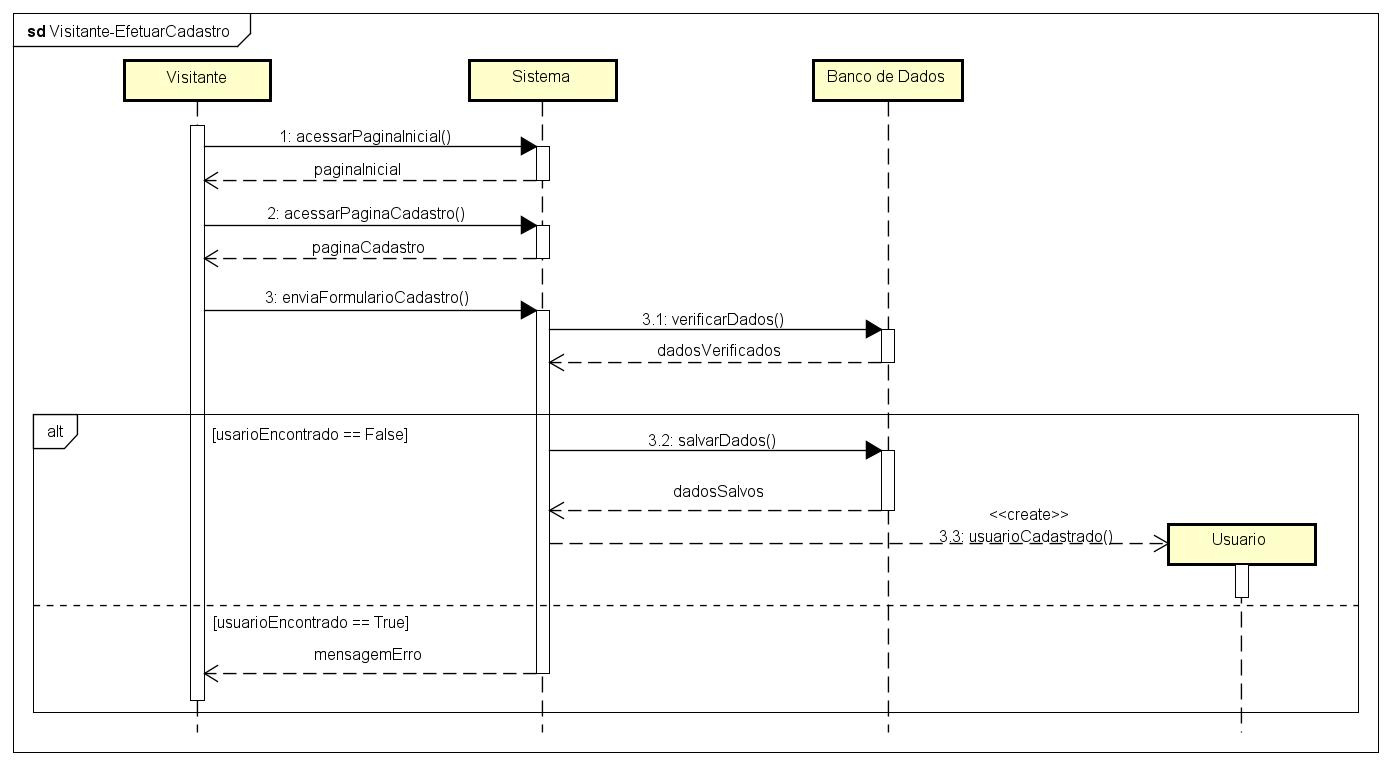 sd Visitante-EfetuarCadastro
Visitante
Sistema
Banco de Dados
1: acessarPaginaInicial()
paginaInicial
2: acessarPaginaCadastro()
paginaCadastro
3: enviaFormularioCadastro()
3.1: verificarDados()
dadosVerificados
alt
[usarioEncontrado == False]
3.2: salvarDados()
dadosSalvos
<<create>>
3.3: usuarioCadastrado()
Usuario
[usuarioEncontrado == True]
mensagemErro